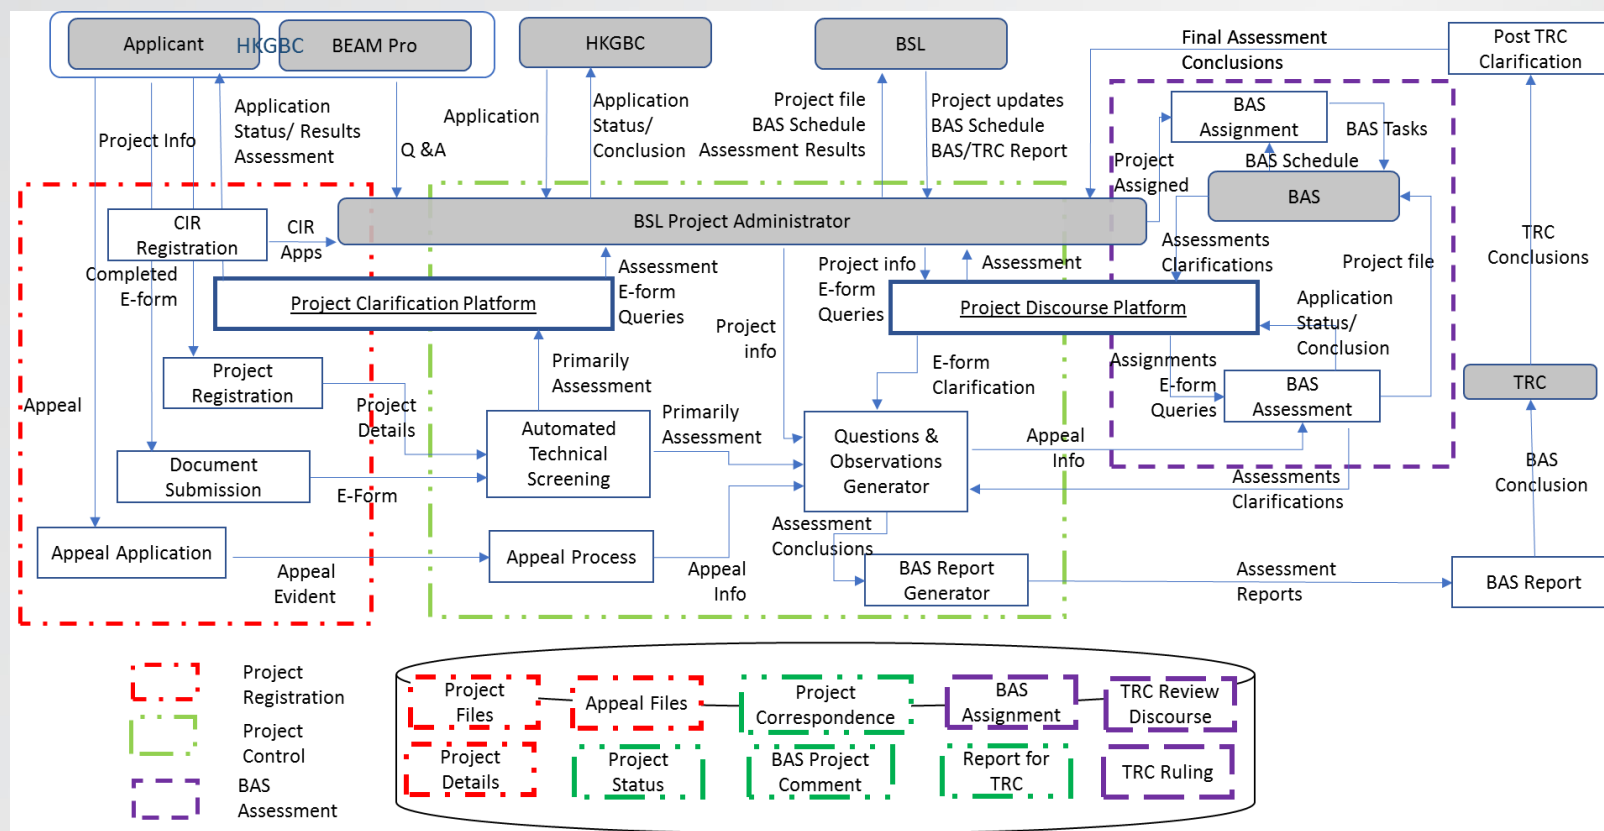 Applicant
HKGBC
BEAM Pro
HKGBC
BSL
Final Assessment
Conclusions
Post TRC
Clarification
Project Info
Application
Status/ Results
Assessment
Q &A
Application
Application
Status/
Conclusion
Project file
BAS Schedule
Assessment Results
Project updates
BAS Schedule
BAS/TRC Report
BAS
Assignment
BAS Tasks
BAS Schedule
Project
Assigned
BAS
CIR
Registration
CIR
Apps
BSL Project Administrator
Completed
E-form
Project Clarification Platform
Assessment
E-form
Queries
Project info
E-form
Queries
Assessment
Project Discourse Platform
Assessments
Clarifications
Project file
TRC
Conclusions
Application
Status/
Conclusion
Project
info
Primarily
Assessment
E-form
Clarification
Assignments
E-form
Queries
BAS
Assessment
TRC
Project
Registration
Appeal
Project
Details
Automated
Technical
Screening
Primarily
Assessment
Questions &
Observations
Generator
Appeal
Info
Document
Submission
E-Form
Assessments
Clarifications
BAS
Conclusion
Assessment
Conclusions
Appeal Application
Appeal
Evident
Appeal Process
Appeal
Info
BAS Report
Generator
Assessment
Reports
BAS Report
Project
Registration
Project
Control
BAS
Assessment
Project
Files
Appeal Files
Project
Correspondence
BAS
Assignment
TRC Review
Discourse
Project
Details
Project
Status
BAS Project
Comment
Report for
TRC
TRC Ruling